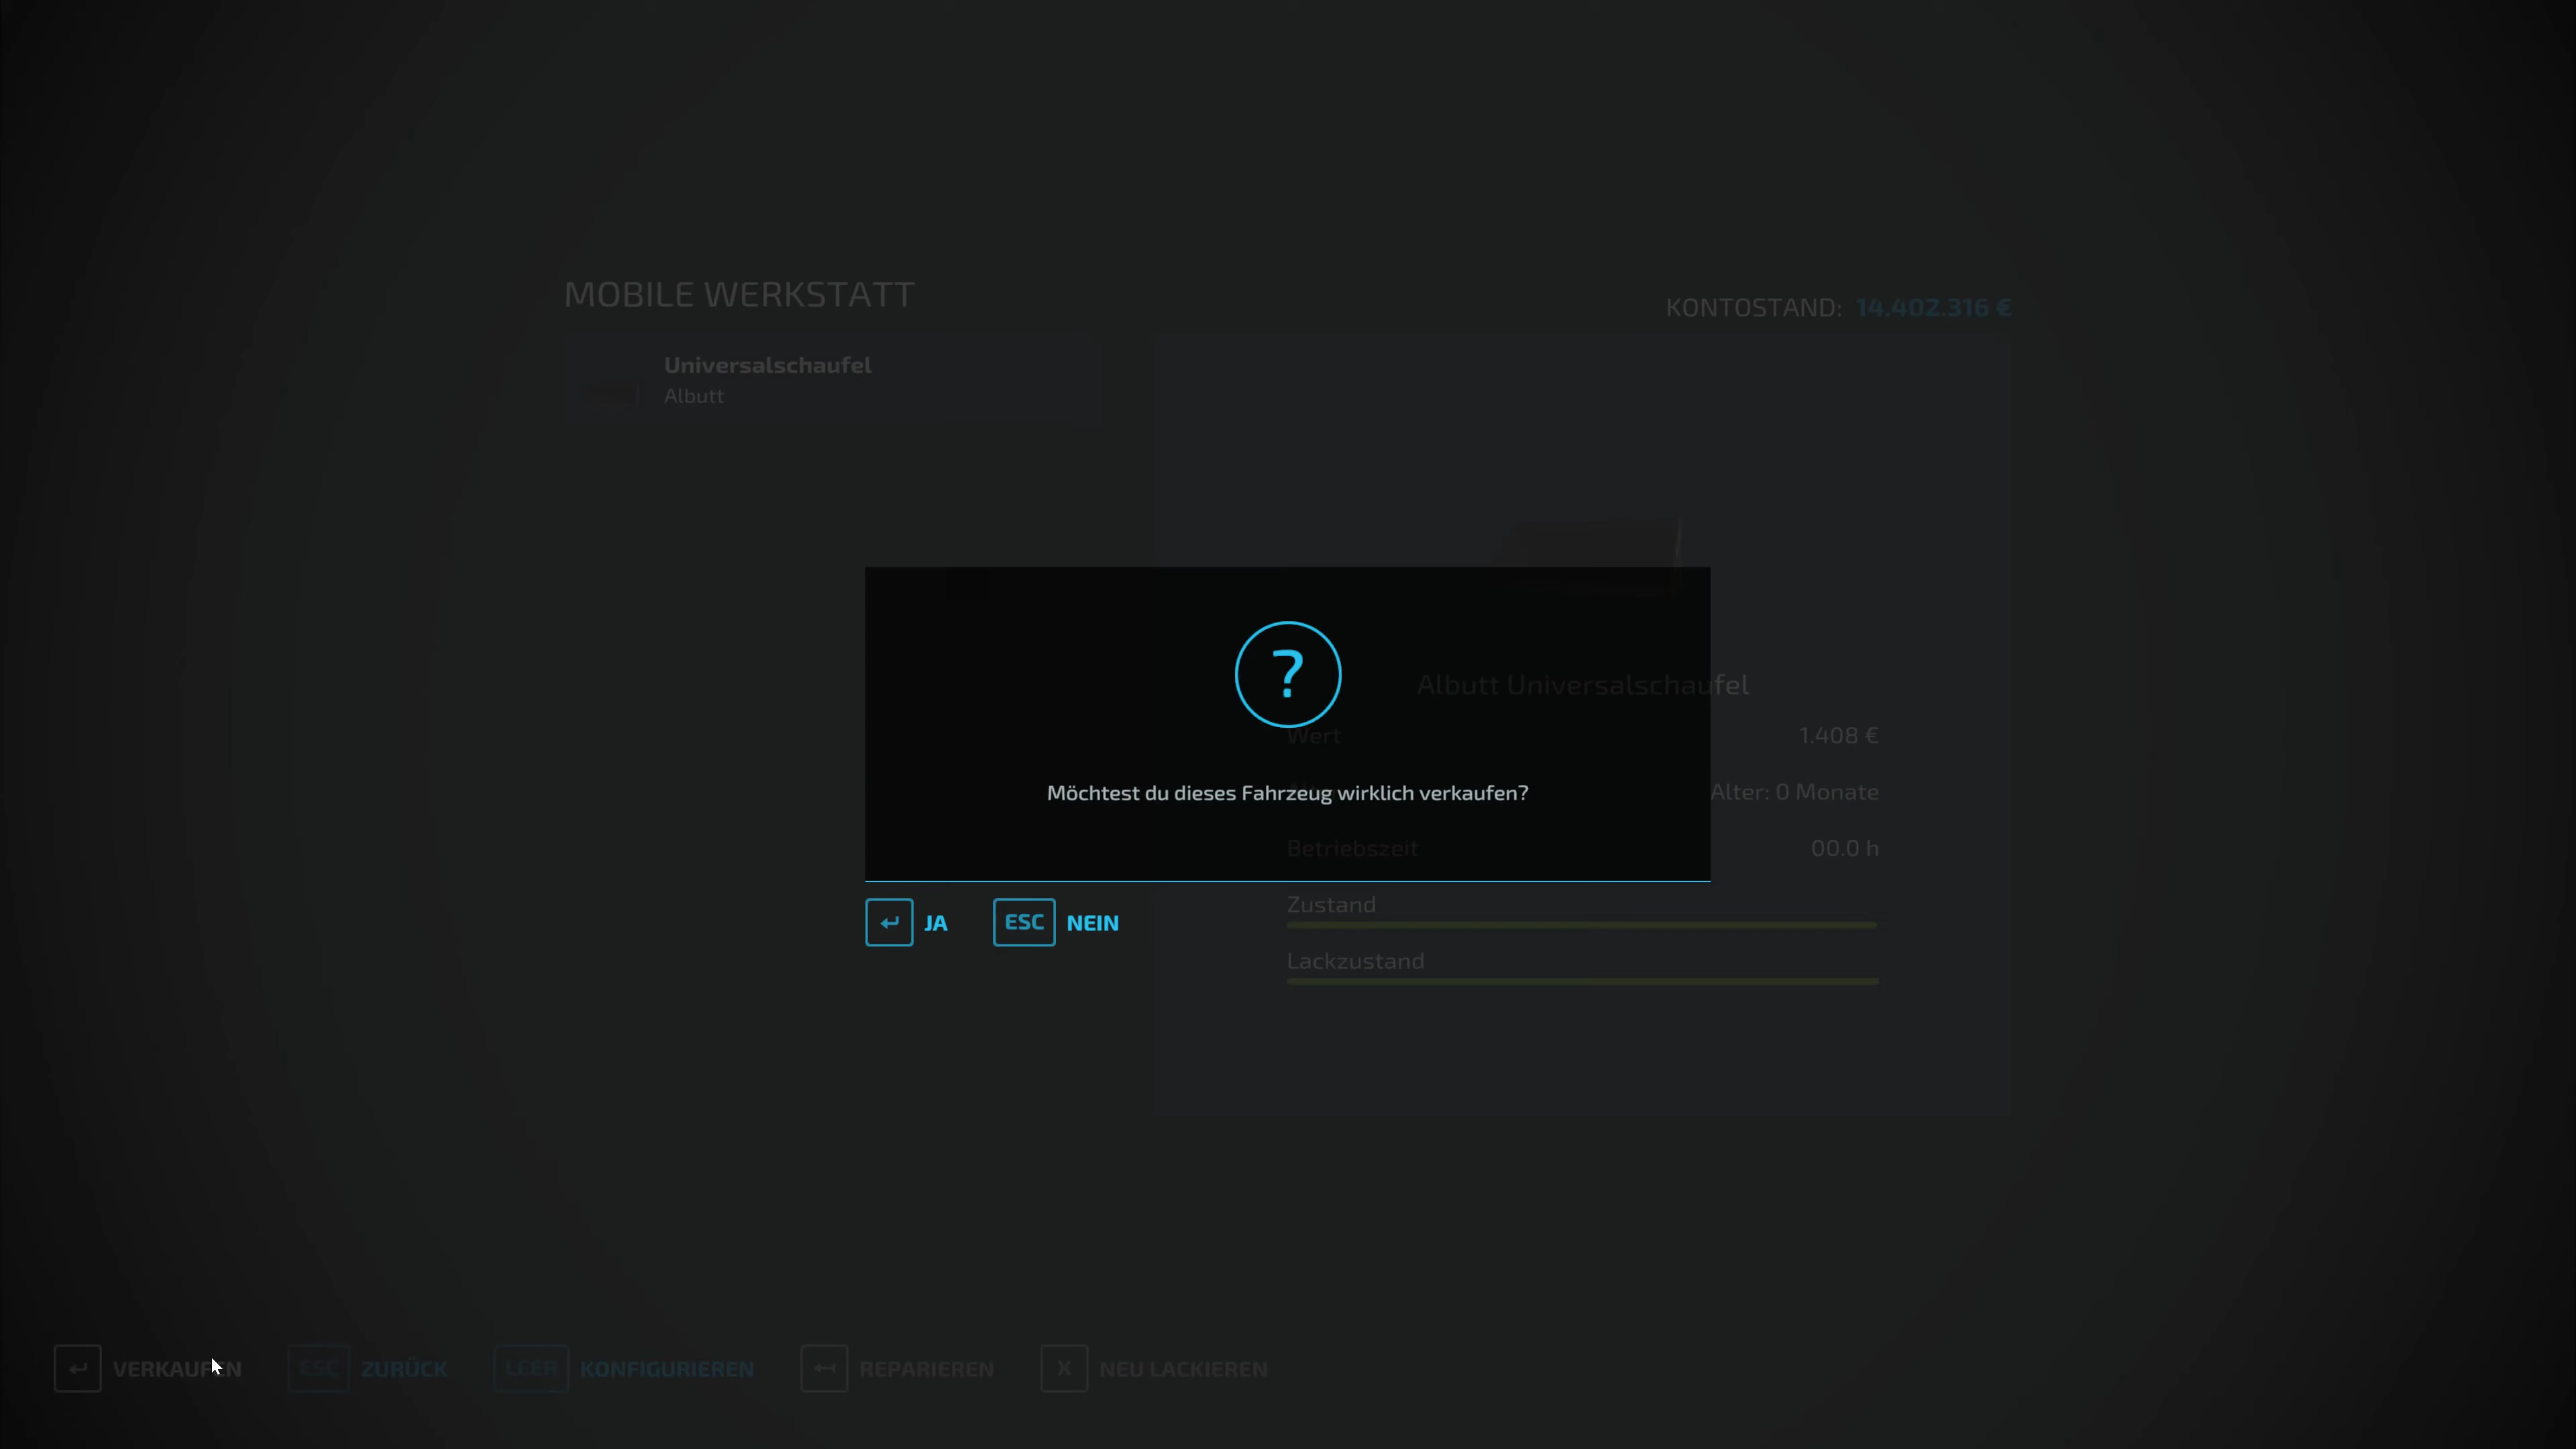 MOBILE WERKSTATT
KONTOSTAND: 14.402.316 €
Universalschaufel
Albutt
?
Albutt Universalschaufel
Wert 1.408 €
Möchtest du dieses Fahrzeug wirklich verkaufen?
Alter: 0 Monate
Betriebszeit 00.0 h
↵ JA ESC NEIN
Zustand
Lackzustand
↵ VERKAUFEN ESC ZURÜCK LEER KONFIGURIEREN ⟻ REPARIEREN X NEU LACKIEREN